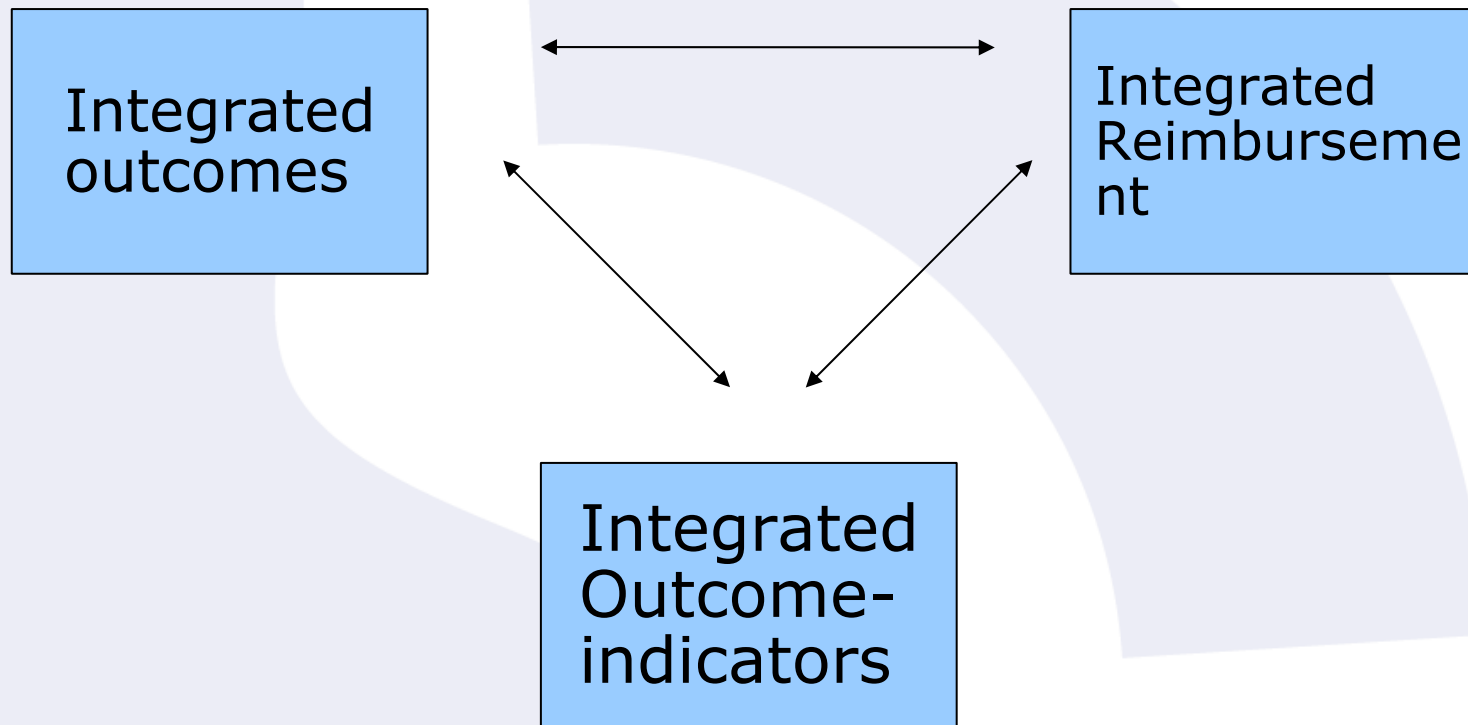 Integrated
outcomes
Integrated
Reimburseme
nt
Integrated
Outcome-
indicators